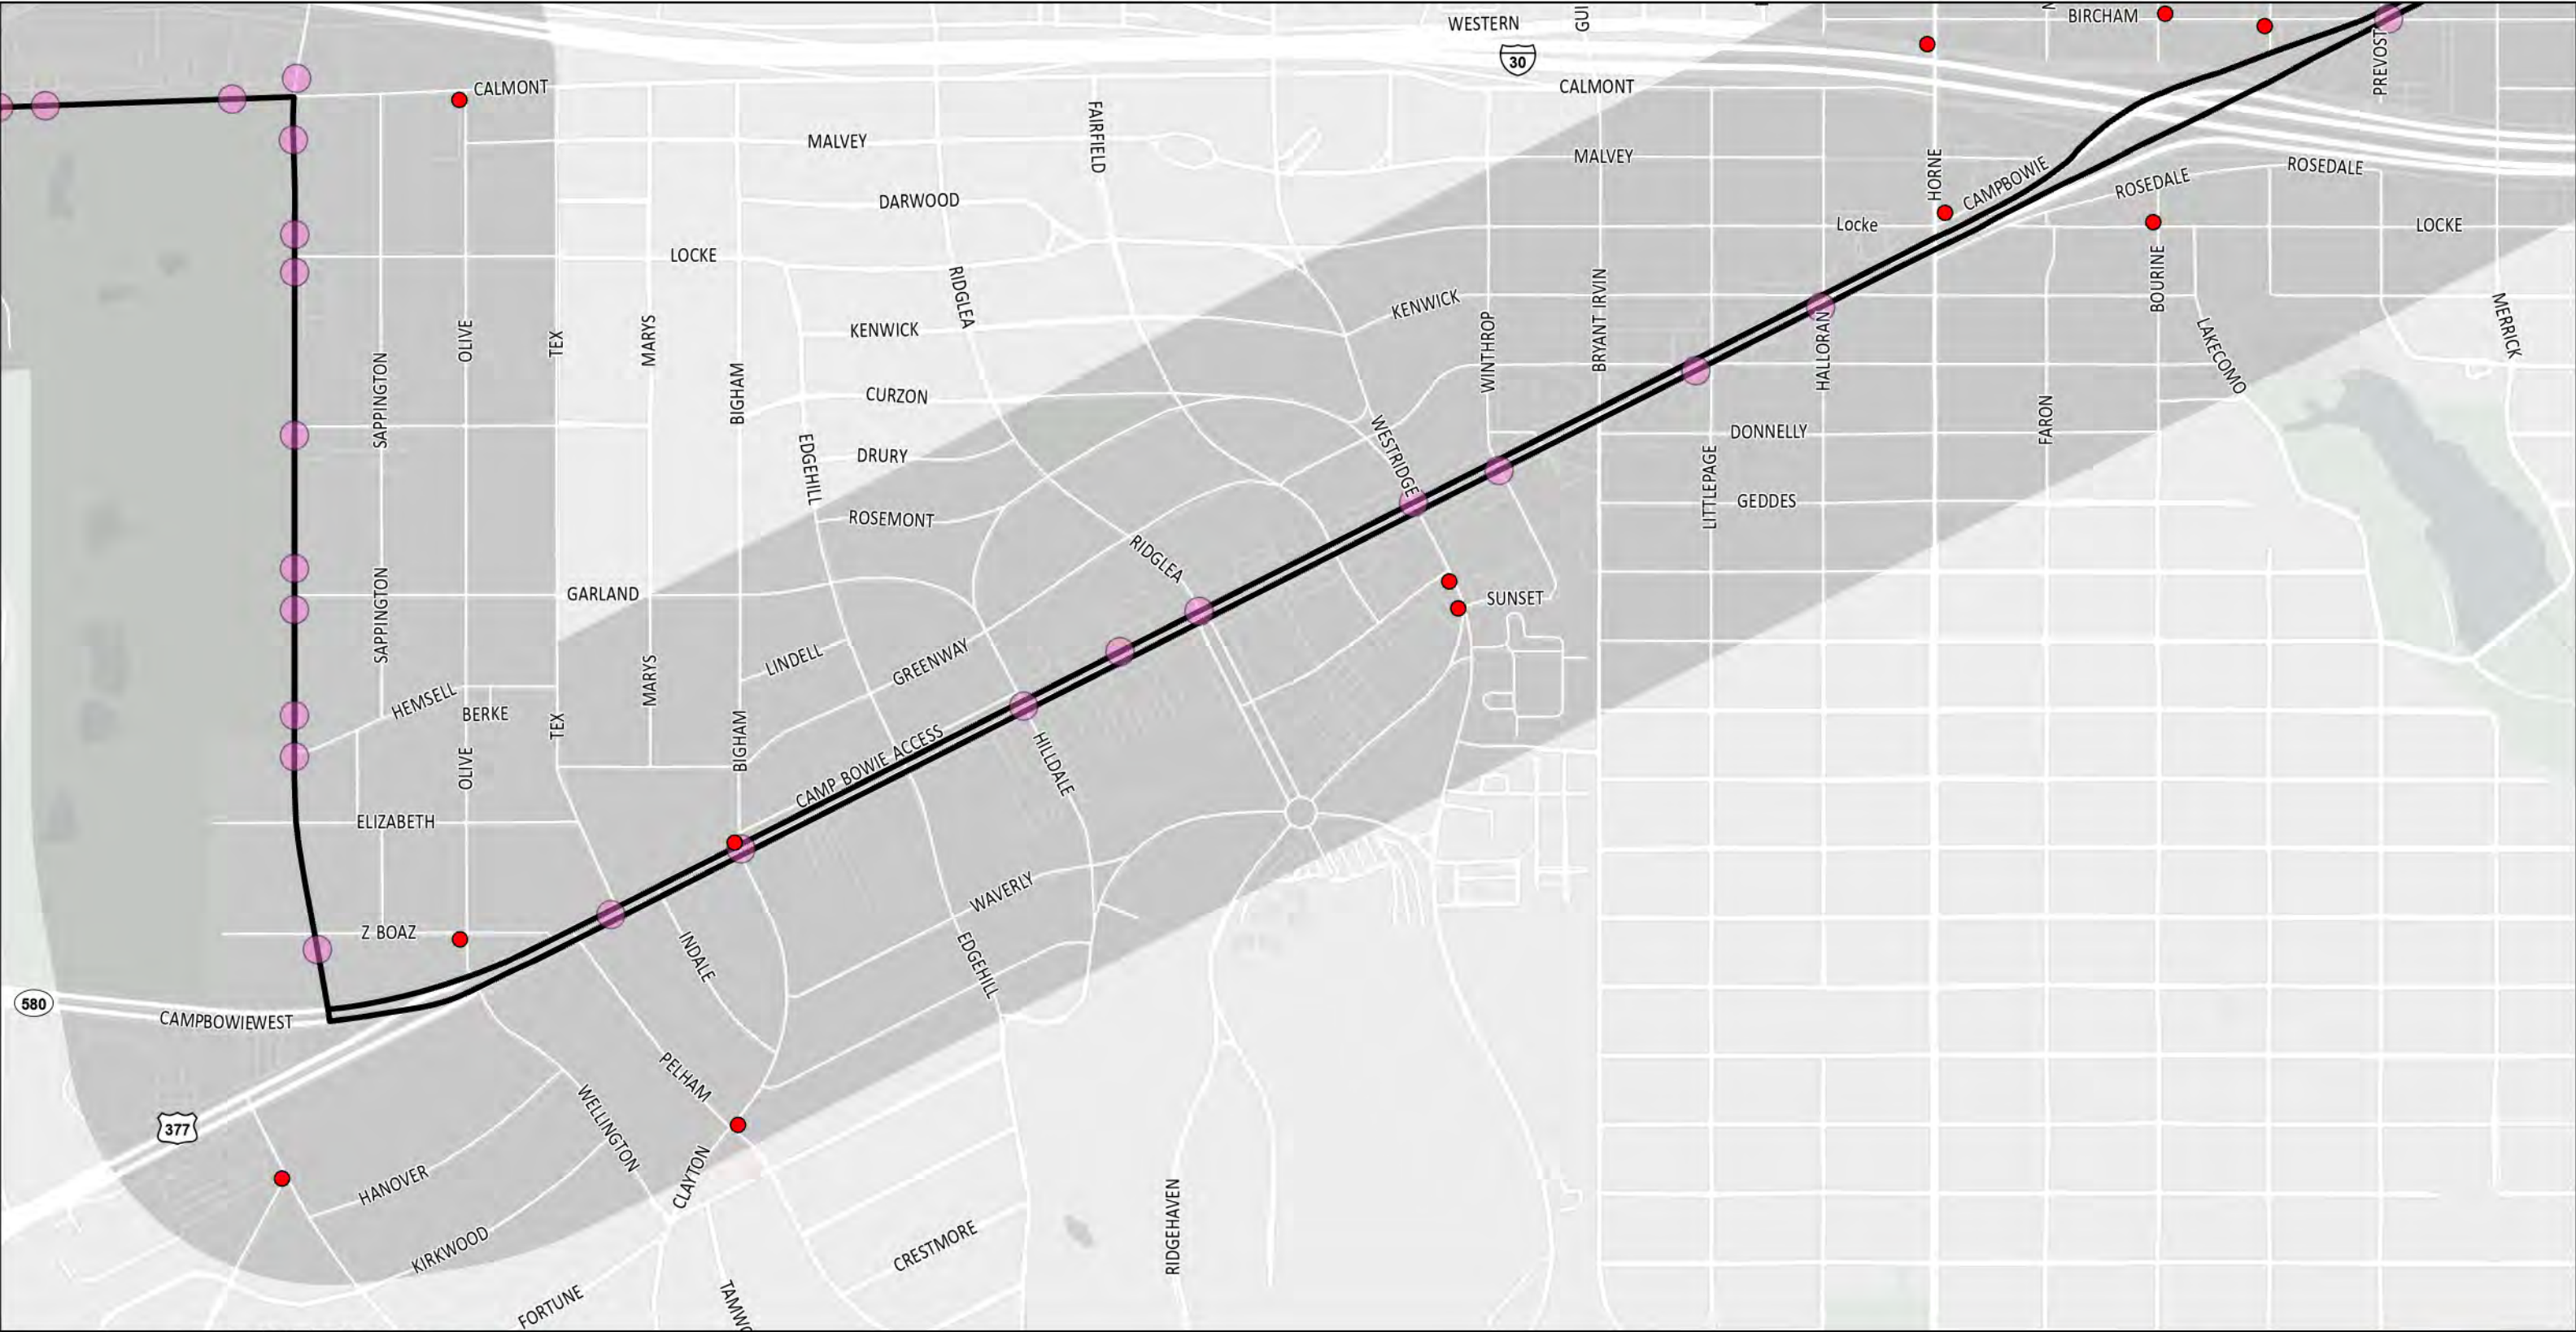 WESTERN
GUI
BIRCHAM
30
PREVOST
CALMONT
CALMONT
FAIRFIELD
MALVEY
MALVEY
HORNE
CAMPBOWIE
ROSEDALE
ROSEDALE
DARWOOD
Locke
LOCKE
LOCKE
RIDGLEA
KENWICK
BRYANT IRVIN
BOURINE
MERRICK
OLIVE
TEX
MARYS
KENWICK
WINTHROP
HALLORAN
LAKECOMO
SAPPINGTON
BIGHAM
CURZON
EDGEHILL
DRURY
WESTRIDGE
DONNELLY
FARON
ROSEMONT
LITTLEPAGE
GEDDES
RIDGLEA
SAPPINGTON
GARLAND
SUNSET
LINDELL
GREENWAY
MARYS
HEMSELL
BERKE
TEX
BIGHAM
OLIVE
CAMP BOWIE ACCESS
HILLDALE
ELIZABETH
WAVERLY
Z BOAZ
INDALE
EDGEHILL
580
CAMPBOWIEWEST
PELHAM
377
WELLINGTON
HANOVER
CLAYTON
RIDGEHAVEN
KIRKWOOD
CRESTMORE
FORTUNE
TAMWO